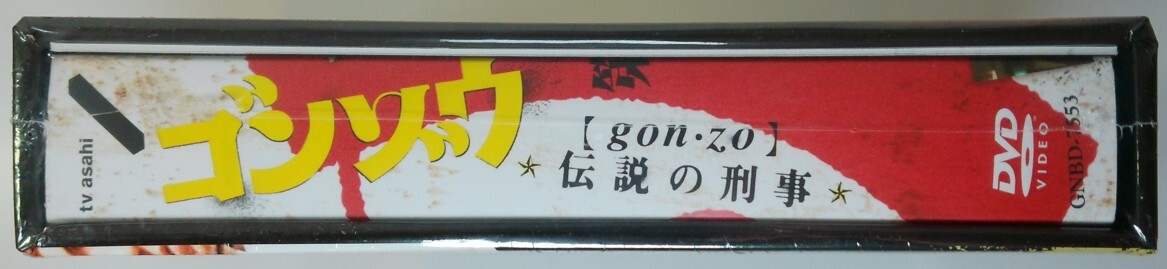 tv asahi
ゴンゾウ
【gon・zo】
伝説の刑事
DVD
VIDEO
GNBD-7553